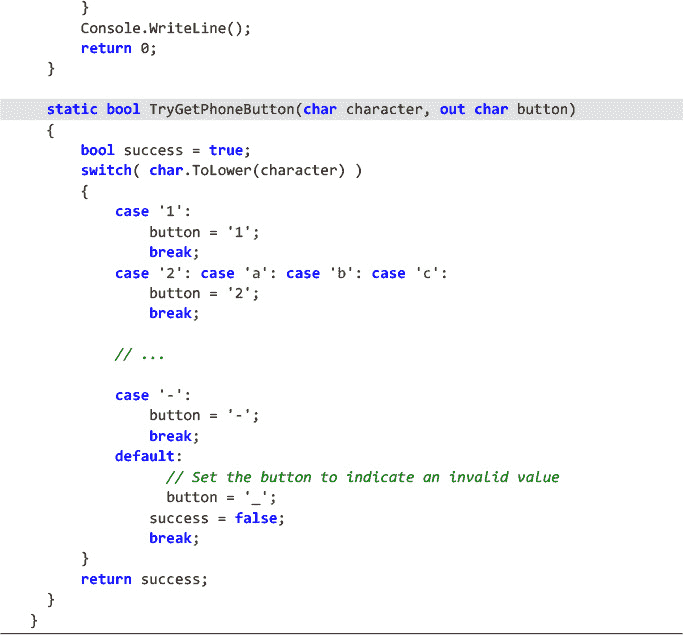 }
Console.WriteLine();
return 0;
}
static bool TryGetPhoneButton(char character, out char button)
{
bool success = true;
switch( char.ToLower(character) )
{
case '1':
button = '1';
break;
case '2': case 'a': case 'b': case 'c':
button = '2';
break;
// ...
case '-':
button = '-';
break;
default:
// Set the button to indicate an invalid value
button = '_';
success = false;
break;
}
return success;
}
}